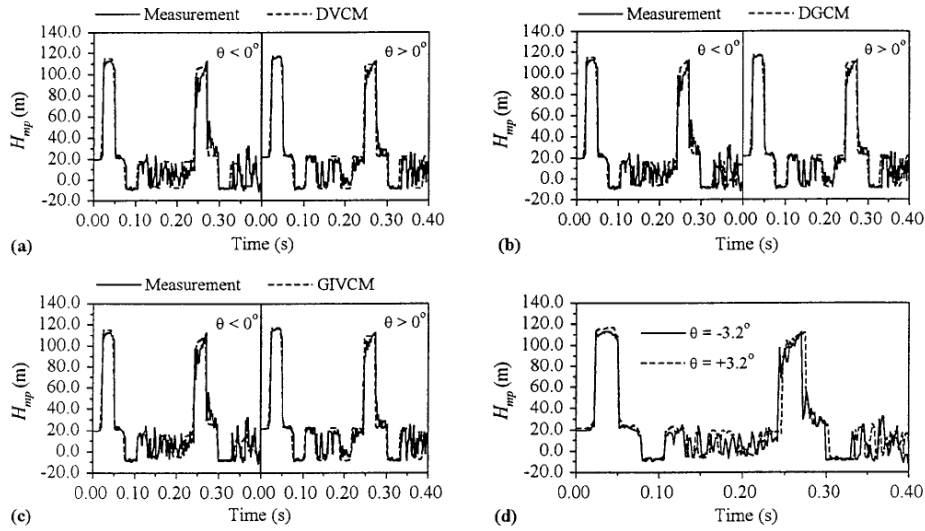 Measurement DVCM
Measurement DGCM
140.0
120.0
100.0
80.0
60.0
40.0
20.0
0.0
-20.0
H_mp (m)
θ < 0°
θ > 0°
0.00 0.10 0.20 0.30 0.00 0.10 0.20 0.30 0.40
Time (s)
(a)
140.0
120.0
100.0
80.0
60.0
40.0
20.0
0.0
-20.0
H_mp (m)
θ < 0°
θ > 0°
0.00 0.10 0.20 0.30 0.00 0.10 0.20 0.30 0.40
Time (s)
(b)
Measurement GIVCM
140.0
120.0
100.0
80.0
60.0
40.0
20.0
0.0
-20.0
H_mp (m)
θ < 0°
θ > 0°
0.00 0.10 0.20 0.30 0.00 0.10 0.20 0.30 0.40
Time (s)
(c)
140.0
120.0
100.0
80.0
60.0
40.0
20.0
0.0
-20.0
H_mp (m)
θ = -3.2°
θ = +3.2°
0.00 0.10 0.20 0.30 0.40
Time (s)
(d)